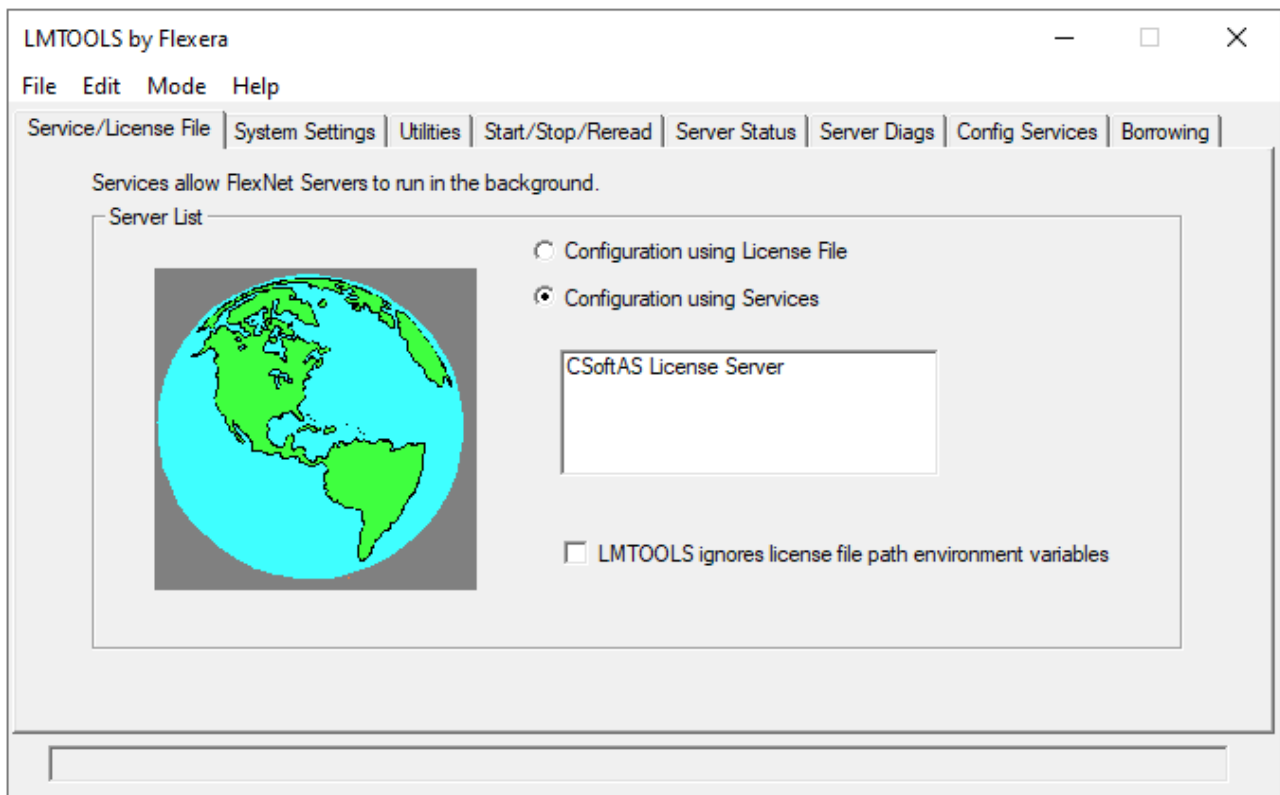 LMTOOLS by Flexera
File Edit Mode Help
Service/License File System Settings Utilities Start/Stop/Reread Server Status Server Diags Config Services Borrowing
Services allow FlexNet Servers to run in the background.
Server List
Configuration using License File
Configuration using Services
CSoftAS License Server
LMTOOLS ignores license file path environment variables